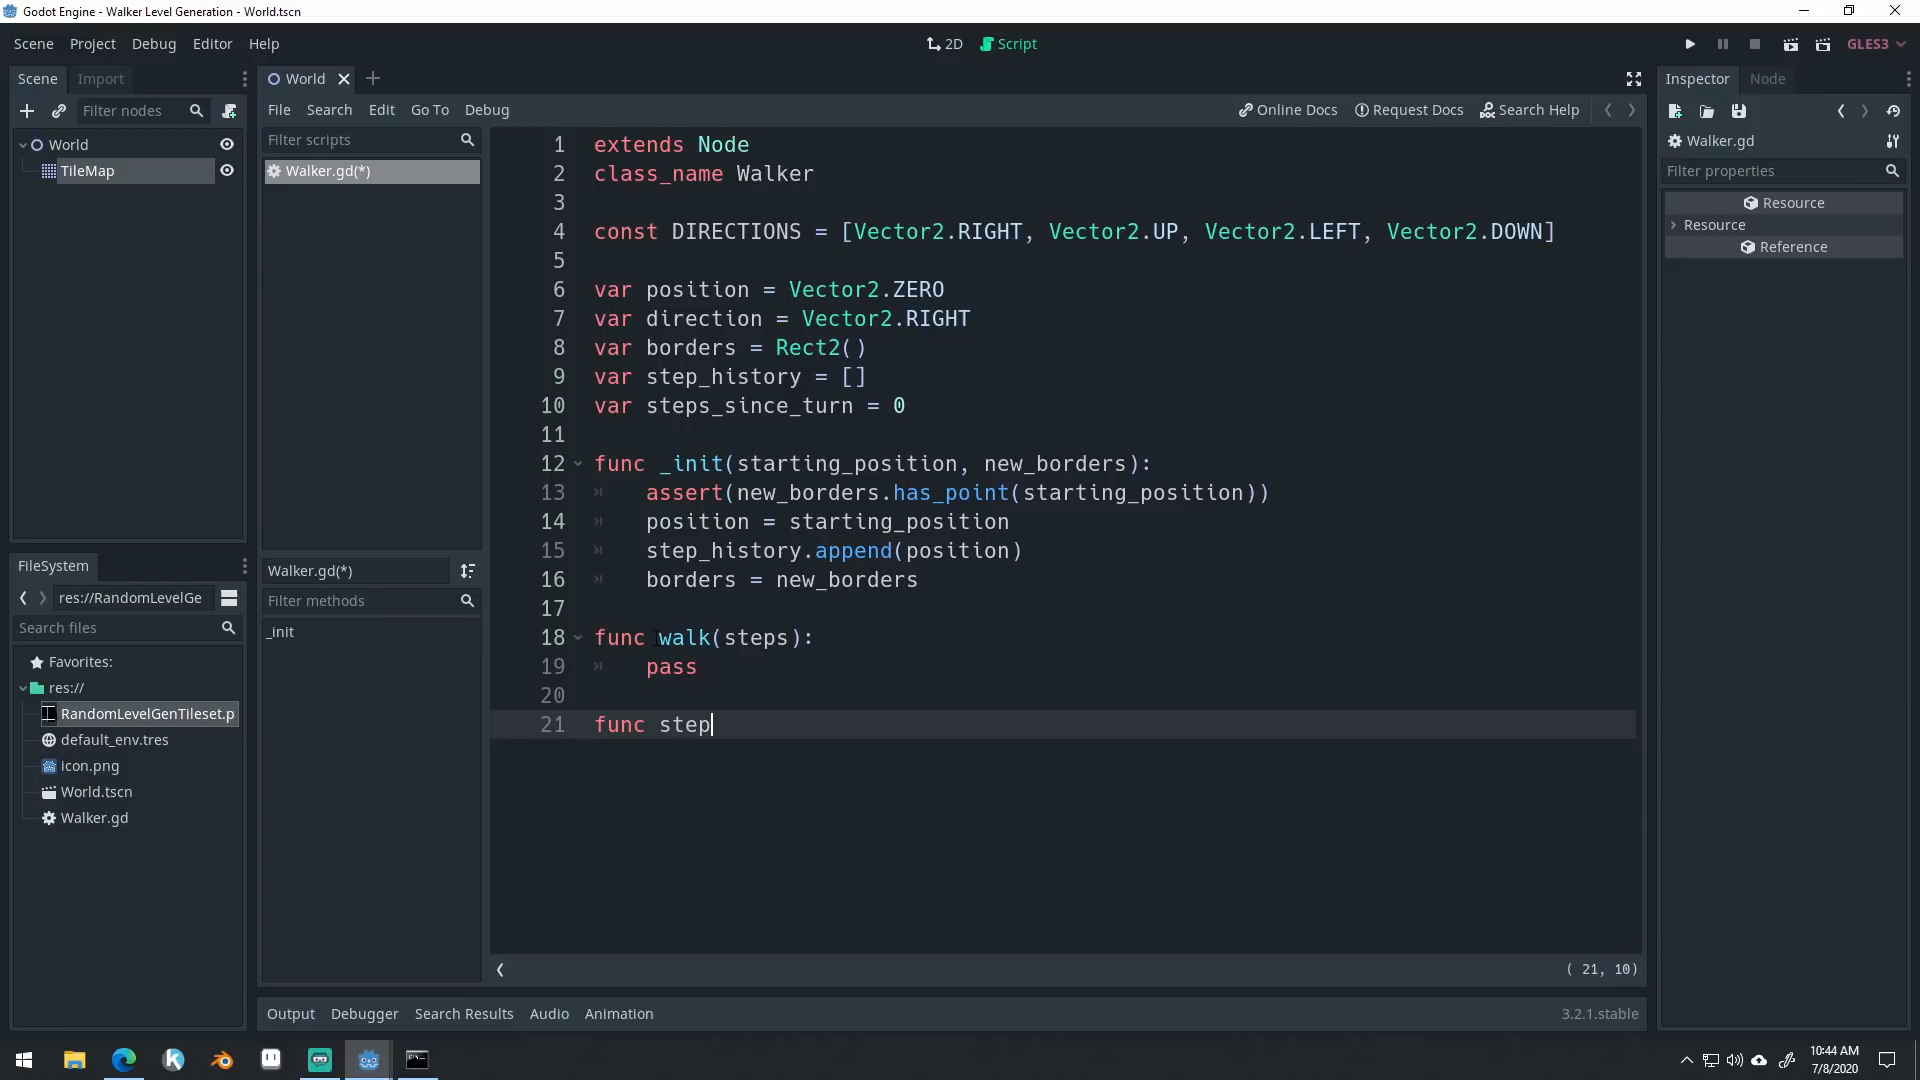 Godot Engine - Walker Level Generation - World.tscn
Scene Project Debug Editor Help
2D Script
GLES3
Scene Import
Filter nodes
World
TileMap
FileSystem
res://RandomLevelGe
Search files
Favorites:
res://
RandomLevelGenTileset.p
default_env.tres
icon.png
World.tscn
Walker.gd
World
File Search Edit Go To Debug
Online Docs Request Docs Search Help
Filter scripts
Walker.gd(*)
Walker.gd(*)
Filter methods
_init
1 extends Node
2 class_name Walker
3
4 const DIRECTIONS = [Vector2.RIGHT, Vector2.UP, Vector2.LEFT, Vector2.DOWN]
5
6 var position = Vector2.ZERO
7 var direction = Vector2.RIGHT
8 var borders = Rect2()
9 var step_history = []
10 var steps_since_turn = 0
11
12 func _init(starting_position, new_borders):
13 assert(new_borders.has_point(starting_position))
14 position = starting_position
15 step_history.append(position)
16 borders = new_borders
17
18 func walk(steps):
19 pass
20
21 func step
( 21, 10)
Output Debugger Search Results Audio Animation
3.2.1.stable
Inspector Node
Walker.gd
Filter properties
Resource
Resource
Reference
10:44 AM
7/8/2020